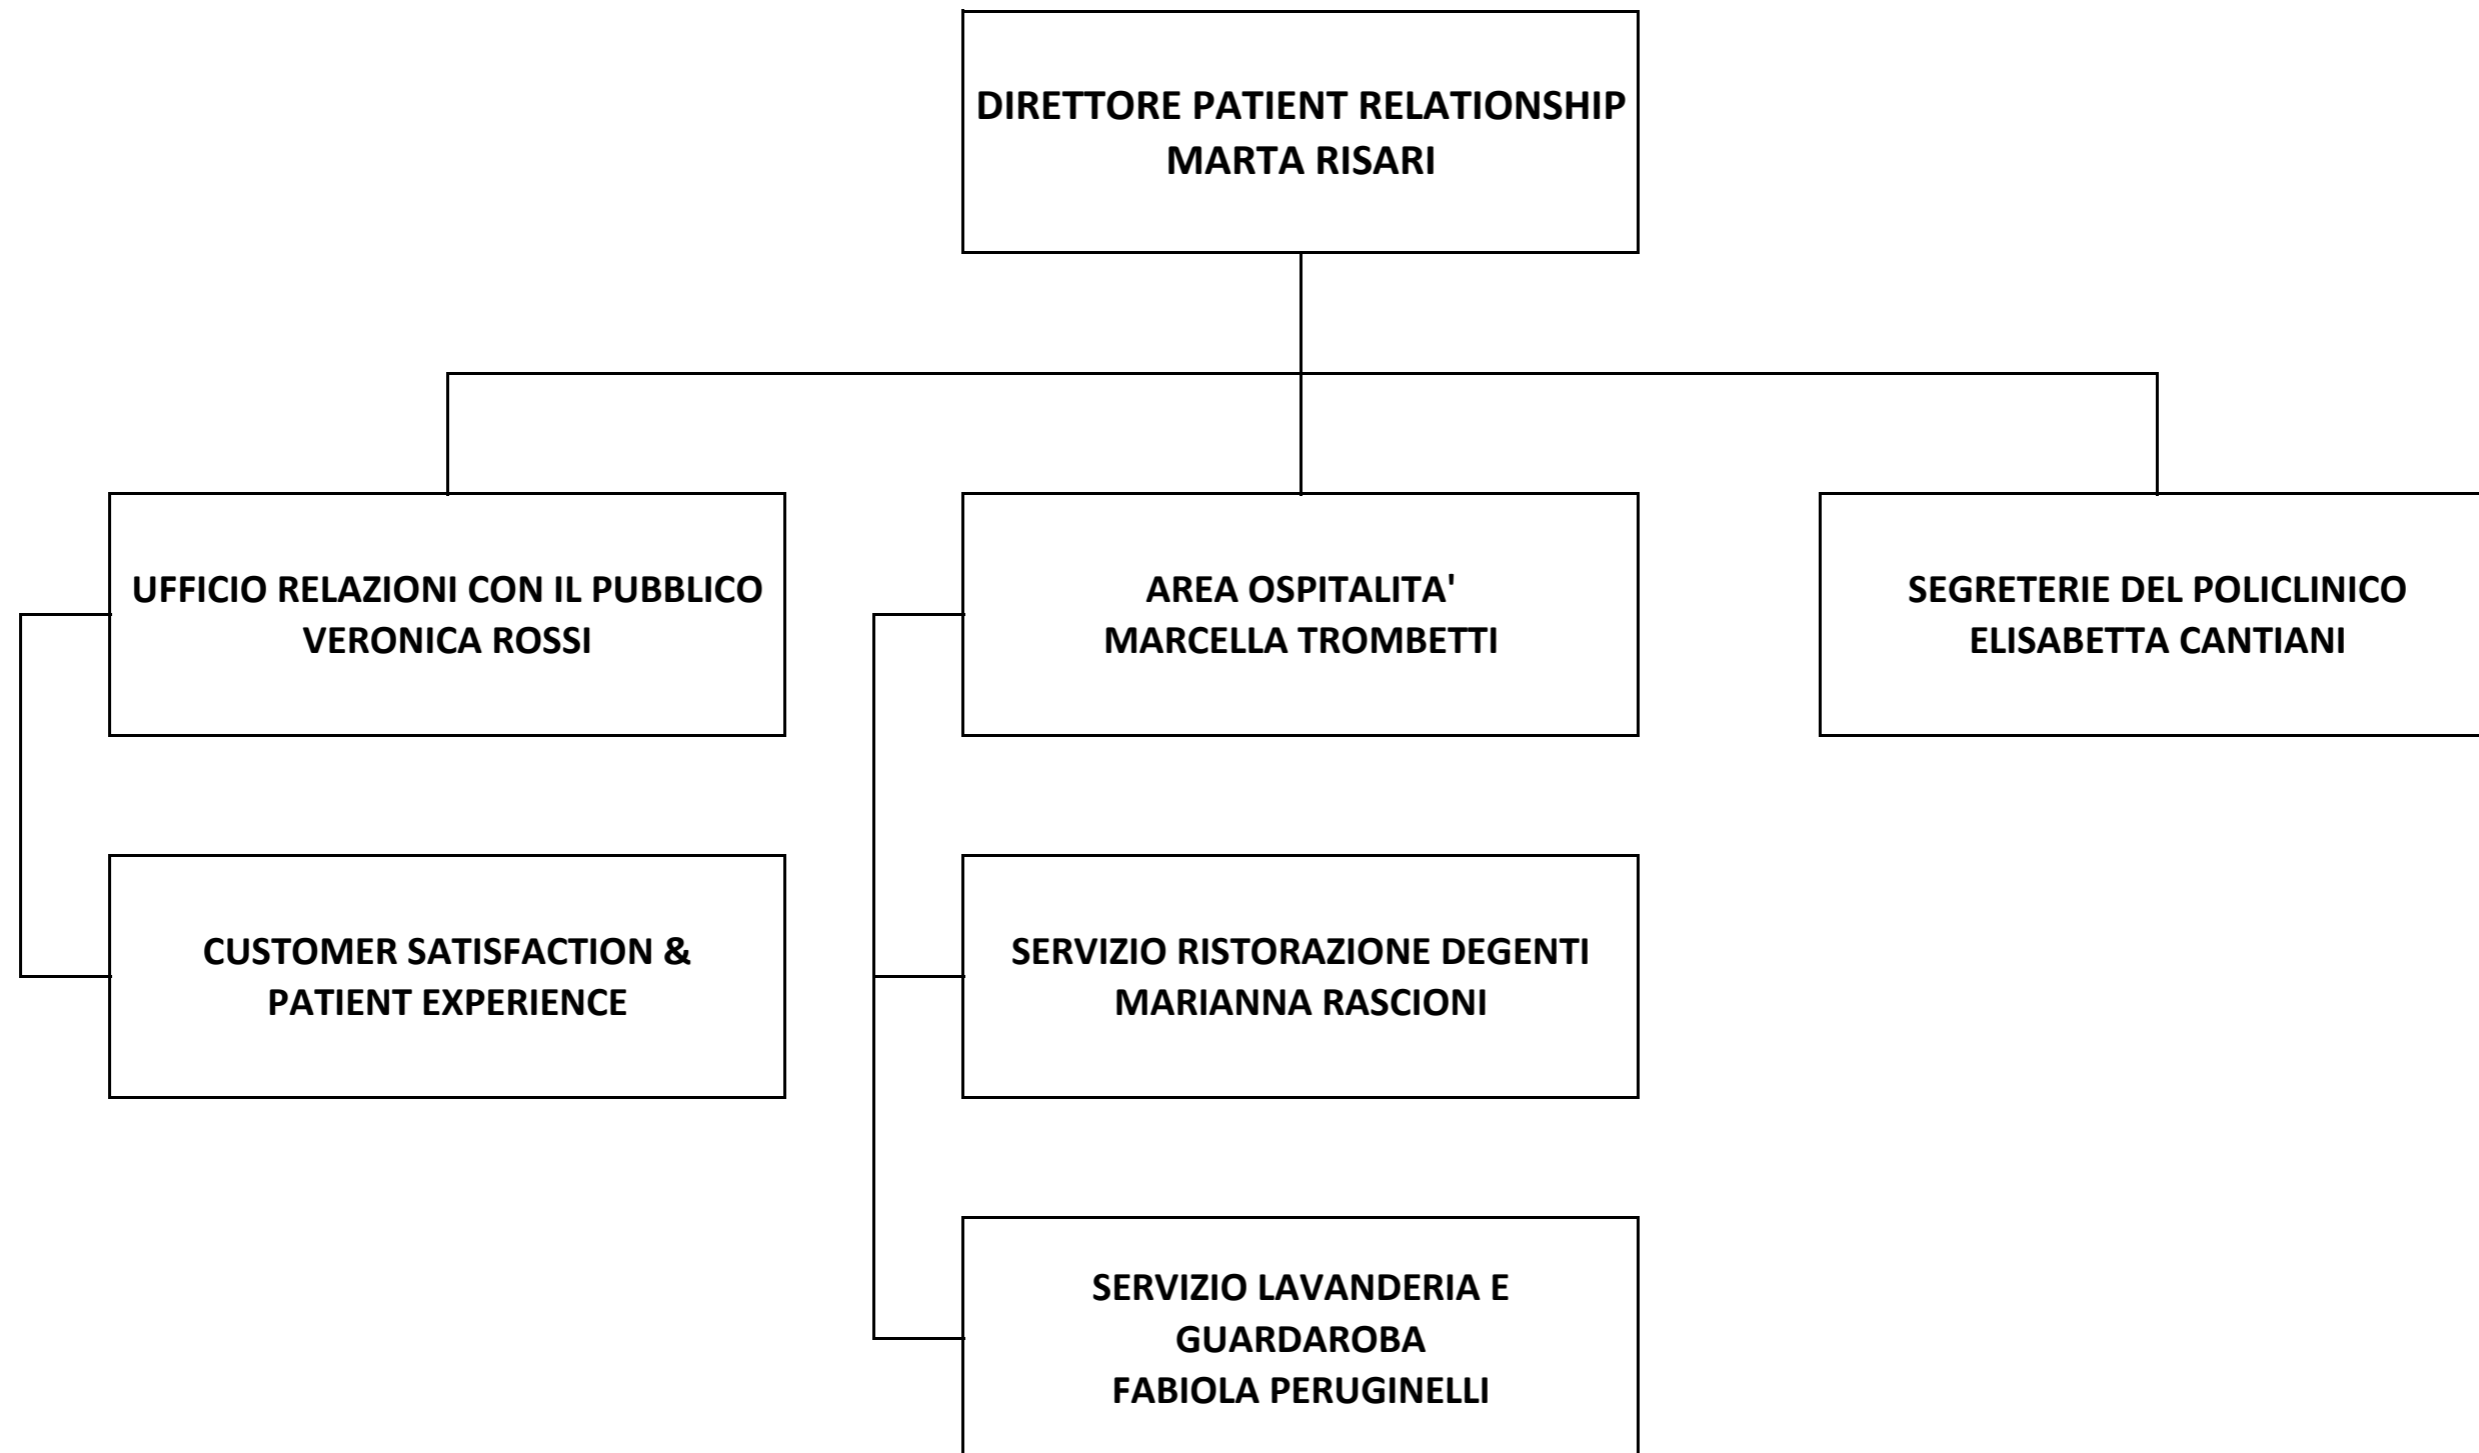 DIRETTORE PATIENT RELATIONSHIP
MARTA RISARI
UFFICIO RELAZIONI CON IL PUBBLICO
VERONICA ROSSI
AREA OSPITALITA'
MARCELLA TROMBETTI
SEGRETERIE DEL POLICLINICO
ELISABETTA CANTIANI
CUSTOMER SATISFACTION &
PATIENT EXPERIENCE
SERVIZIO RISTORAZIONE DEGENTI
MARIANNA RASCIONI
SERVIZIO LAVANDERIA E
GUARDAROBA
FABIOLA PERUGINELLI